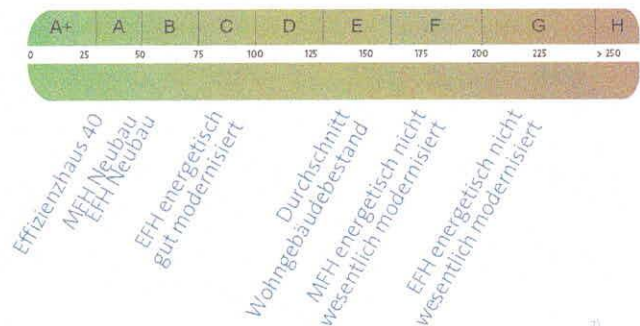 A+ A B C D E F G H
0 25 50 75 100 125 150 175 200 225 > 250
Effizienzhaus 40
MFH Neubau
EFH Neubau
EFH energetisch
gut modernisiert
Durchschnitt
Wohngebäudebestand
MFH energetisch nicht
wesentlich modernisiert
EFH energetisch nicht
wesentlich modernisiert
7)